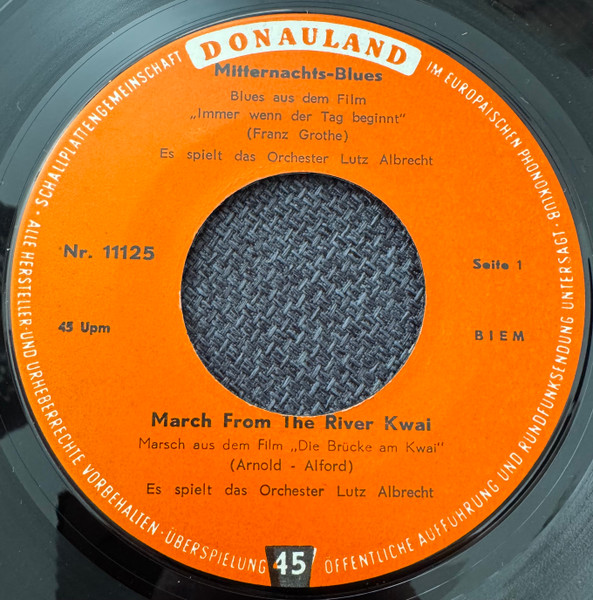 DONAULAND
SCHALLPLATTENGEMEINSCHAFT
IM EUROPÄISCHEN PHONOKLUB ·
Mitternachts-Blues
Blues aus dem Film
„Immer wenn der Tag beginnt"
(Franz Grothe)
Es spielt das Orchester Lutz Albrecht
Nr. 11125
Seite 1
45 Upm
BIEM
March From The River Kwai
Marsch aus dem Film „Die Brücke am Kwai"
(Arnold - Alford)
Es spielt das Orchester Lutz Albrecht
· ALLE HERSTELLER- UND URHEBERRECHTE VORBEHALTEN · ÜBERSPIELUNG
45
ÖFFENTLICHE AUFFÜHRUNG UND RUNDFUNKSENDUNG UNTERSAGT ·